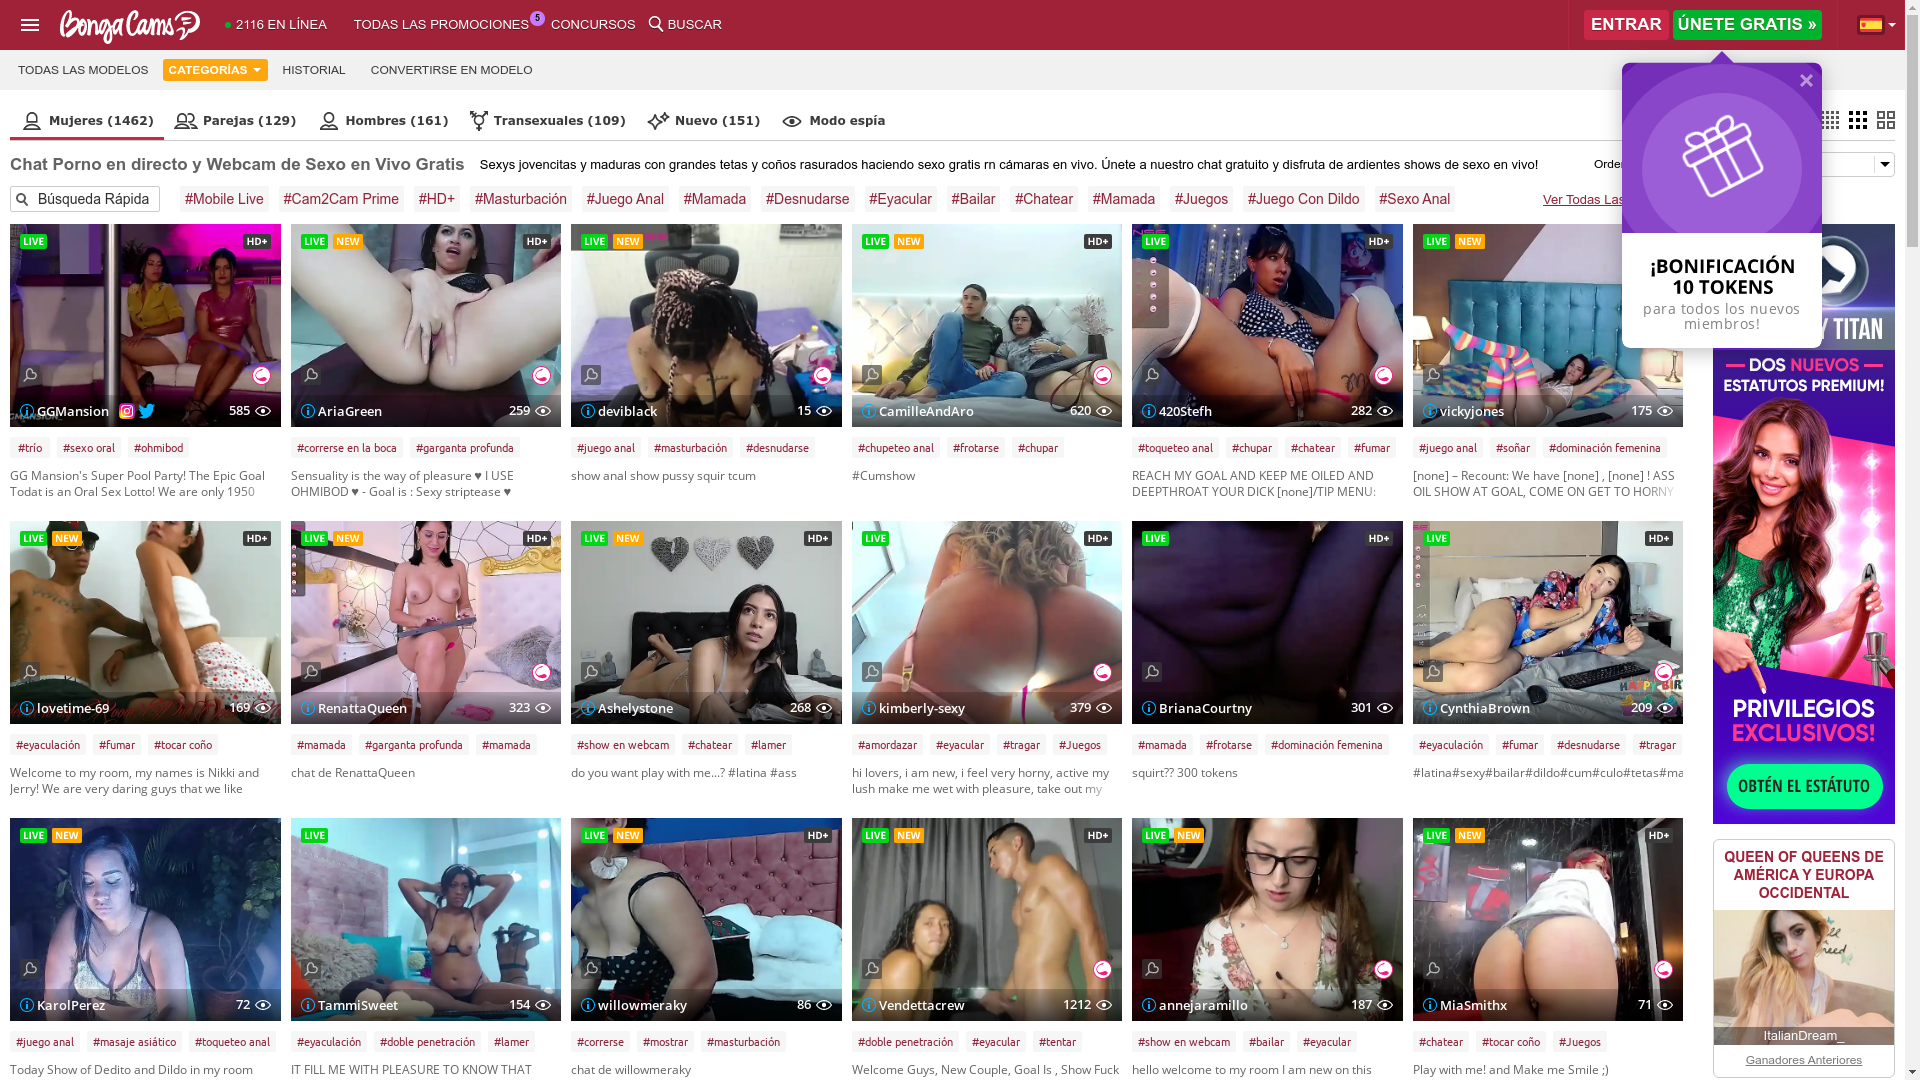 BongaCams
2116 EN LÍNEA
TODAS LAS PROMOCIONES
5
CONCURSOS
BUSCAR
ENTRAR
ÚNETE GRATIS »
TODAS LAS MODELOS
CATEGORÍAS
HISTORIAL
CONVERTIRSE EN MODELO
Mujeres (1462)
Parejas (129)
Hombres (161)
Transexuales (109)
Nuevo (151)
Modo espía
Chat Porno en directo y Webcam de Sexo en Vivo Gratis
Sexys jovencitas y maduras con grandes tetas y coños rasurados haciendo sexo gratis rn cámaras en vivo. Únete a nuestro chat gratuito y disfruta de ardientes shows de sexo en vivo!
Búsqueda Rápida
#Mobile Live
#Cam2Cam Prime
#HD+
#Masturbación
#Juego Anal
#Mamada
#Desnudarse
#Eyacular
#Bailar
#Chatear
#Mamada
#Juegos
#Juego Con Dildo
#Sexo Anal
Ver Todas Las
¡BONIFICACIÓN
10 TOKENS
para todos los nuevos
miembros!
LIVE HD+
GGMansion 585
#trío #sexo oral #ohmibod
GG Mansion's Super Pool Party! The Epic Goal
Todat is an Oral Sex Lotto! We are only 1950
LIVE NEW HD+
AriaGreen 259
#correrse en la boca #garganta profunda
Sensuality is the way of pleasure ♥ I USE
OHMIBOD ♥ - Goal is : Sexy striptease ♥
LIVE NEW
deviblack 15
#juego anal #masturbación #desnudarse
show anal show pussy squir tcum
LIVE NEW HD+
CamilleAndAro 620
#chupeteo anal #frotarse #chupar
#Cumshow
LIVE HD+
420Stefh 282
#toqueteo anal #chupar #chatear #fumar
REACH MY GOAL AND KEEP ME OILED AND
DEEPTHROAT YOUR DICK [none]/TIP MENU:
LIVE NEW
vickyjones 175
#juego anal #soñar #dominación femenina
[none] – Recount: We have [none] , [none] ! ASS
OIL SHOW AT GOAL, COME ON GET TO HORNY
LIVE NEW HD+
lovetime-69 169
#eyaculación #fumar #tocar coño
Welcome to my room, my names is Nikki and
Jerry! We are very daring guys that we like
LIVE NEW HD+
RenattaQueen 323
#mamada #garganta profunda #mamada
chat de RenattaQueen
LIVE NEW HD+
Ashelystone 268
#show en webcam #chatear #lamer
do you want play with me...? #latina #ass
LIVE HD+
kimberly-sexy 379
#amordazar #eyacular #tragar #Juegos
hi lovers, i am new, i feel very horny, active my
lush make me wet with pleasure, take out my
LIVE HD+
BrianaCourtny 301
#mamada #frotarse #dominación femenina
squirt?? 300 tokens
LIVE HD+
CynthiaBrown 209
#eyaculación #fumar #desnudarse #tragar
#latina#sexy#bailar#dildo#cum#culo#tetas#ma
LIVE NEW
KarolPerez 72
#juego anal #masaje asiático #toqueteo anal
Today Show of Dedito and Dildo in my room
LIVE
TammiSweet 154
#eyaculación #doble penetración #lamer
IT FILL ME WITH PLEASURE TO KNOW THAT
LIVE NEW HD+
willowmeraky 86
#correrse #mostrar #masturbación
chat de willowmeraky
LIVE NEW HD+
Vendettacrew 1212
#doble penetración #eyacular #tentar
Welcome Guys, New Couple, Goal Is , Show Fuck
LIVE NEW
annejaramillo 187
#show en webcam #bailar #eyacular
hello welcome to my room I am new on this
LIVE NEW HD+
MiaSmithx 71
#chatear #tocar coño #Juegos
Play with me! and Make me Smile ;)
TITAN
DOS NUEVOS
ESTATUTOS PREMIUM!
PRIVILEGIOS
EXCLUSIVOS!
OBTÉN EL ESTÁTUTO
QUEEN OF QUEENS DE
AMÉRICA Y EUROPA
OCCIDENTAL
ItalianDream_
Ganadores Anteriores